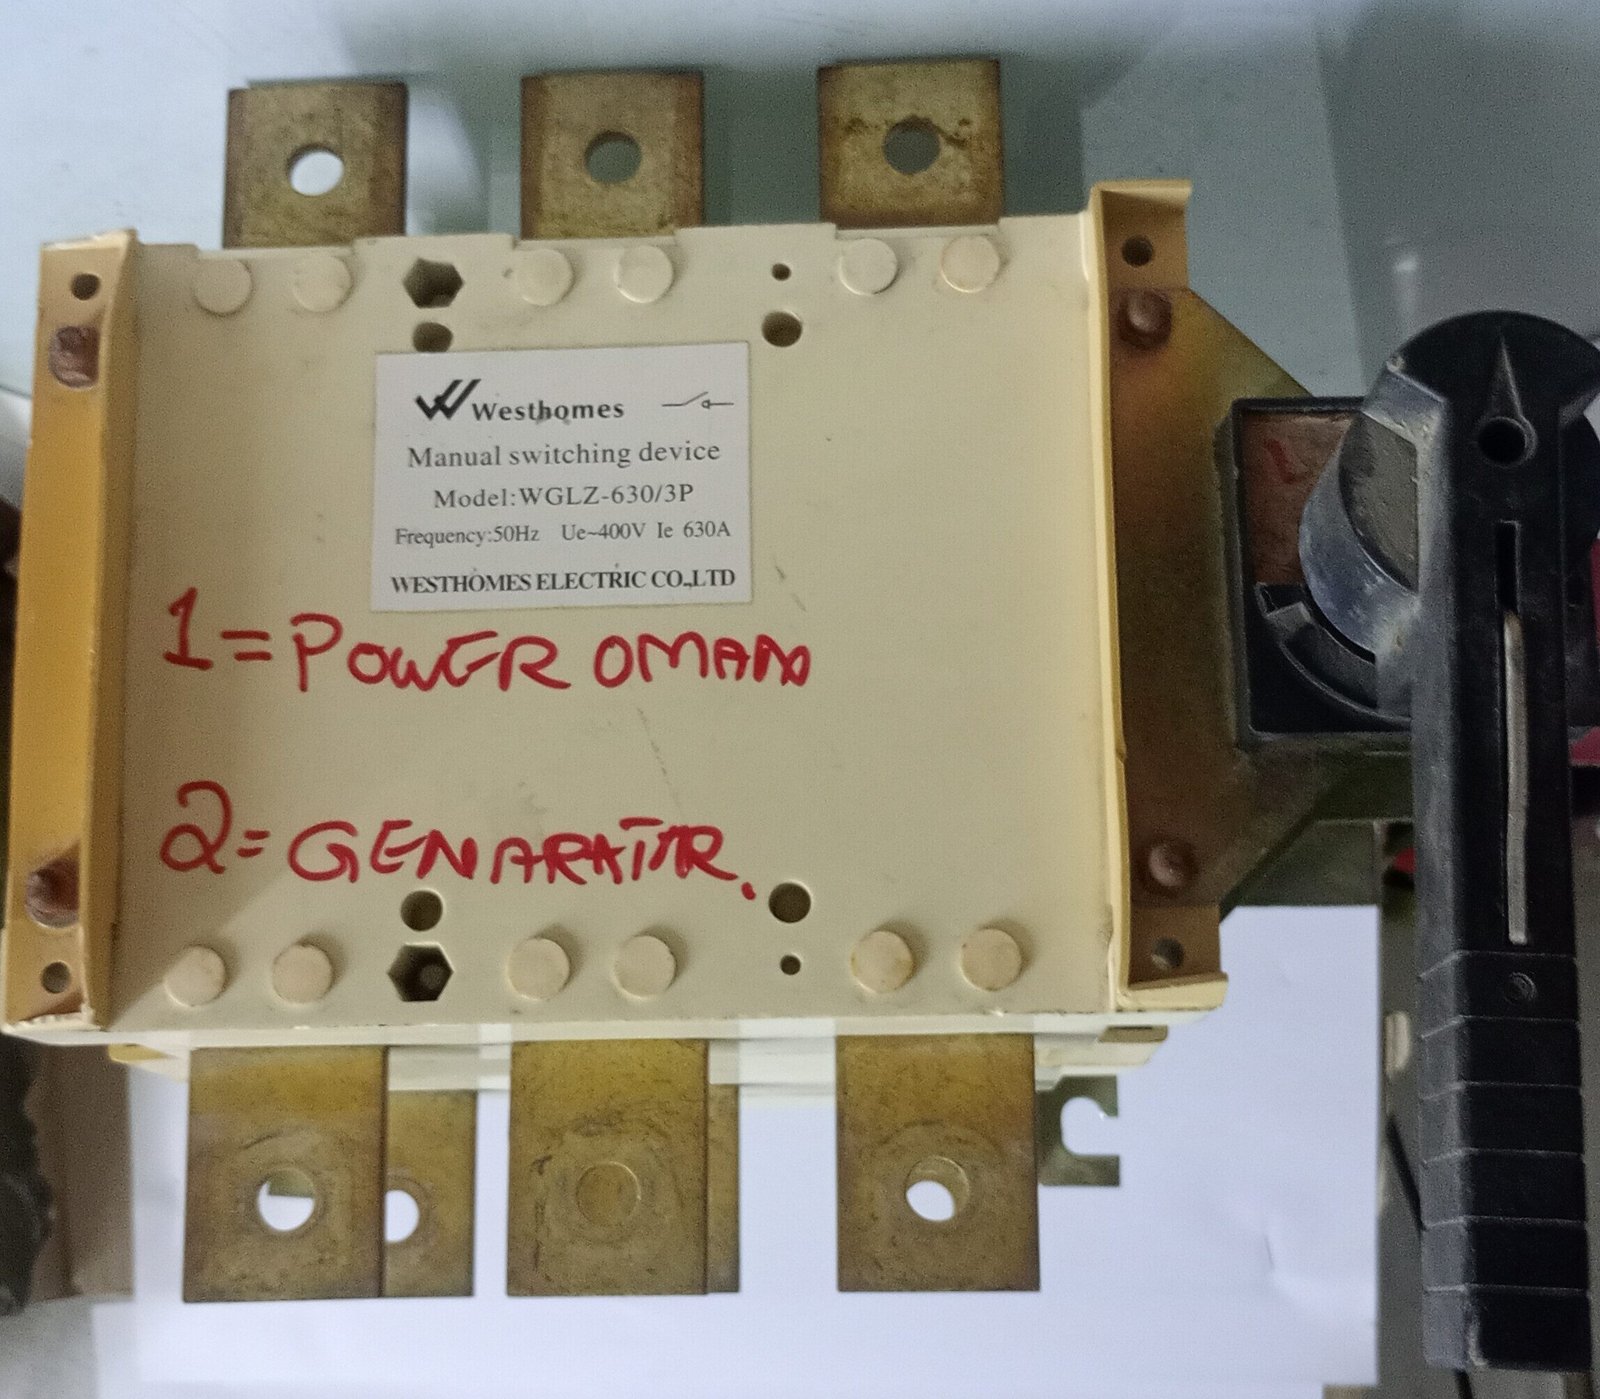 Westhomes
Manual switching device
Model:WGLZ-630/3P
Frequency:50Hz Ue~400V Ie 630A
WESTHOMES ELECTRIC CO.,LTD
1=POWER OMAN
2=GENARATOR.